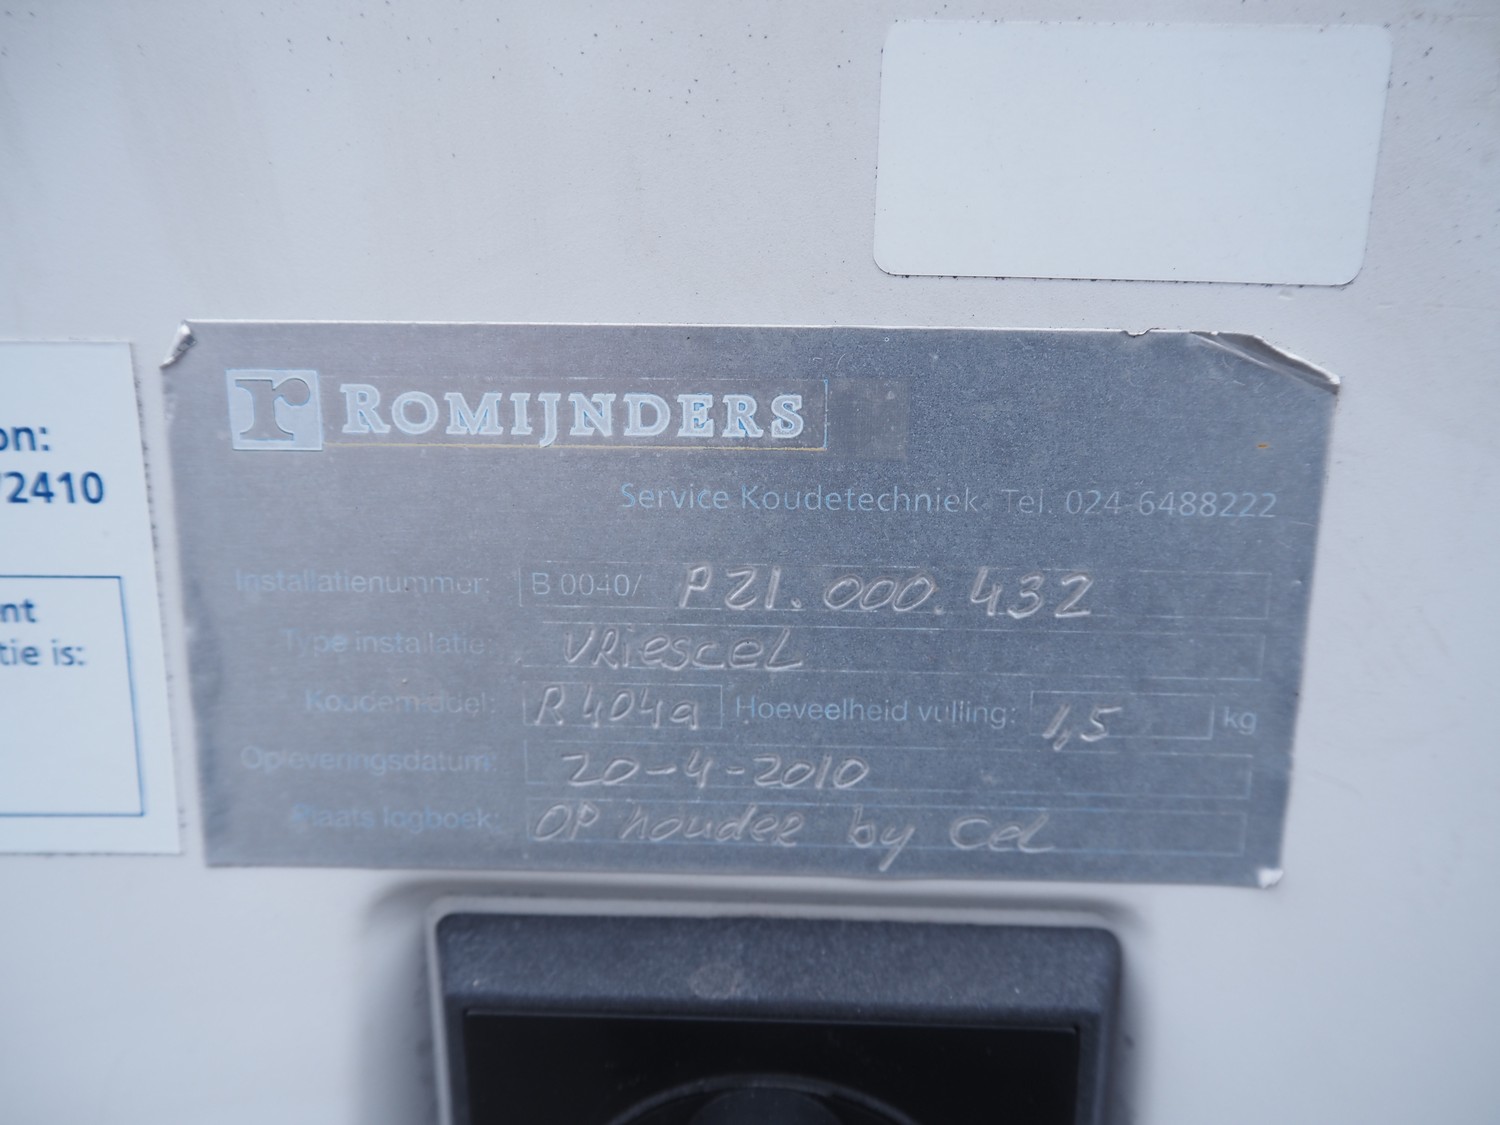 on:
72410
nt
tie is:
r ROMIJNDERS
Service Koudetechniek Tel. 024-6488222
Installatienummer: B 0040/ PZ1.000.432
Type installatie: VRiesceL
Koudemiddel: R404a Hoeveelheid vulling: 1,5 kg
Opleveringsdatum: 20-4-2010
Plaats logboek: OP houder by Cel